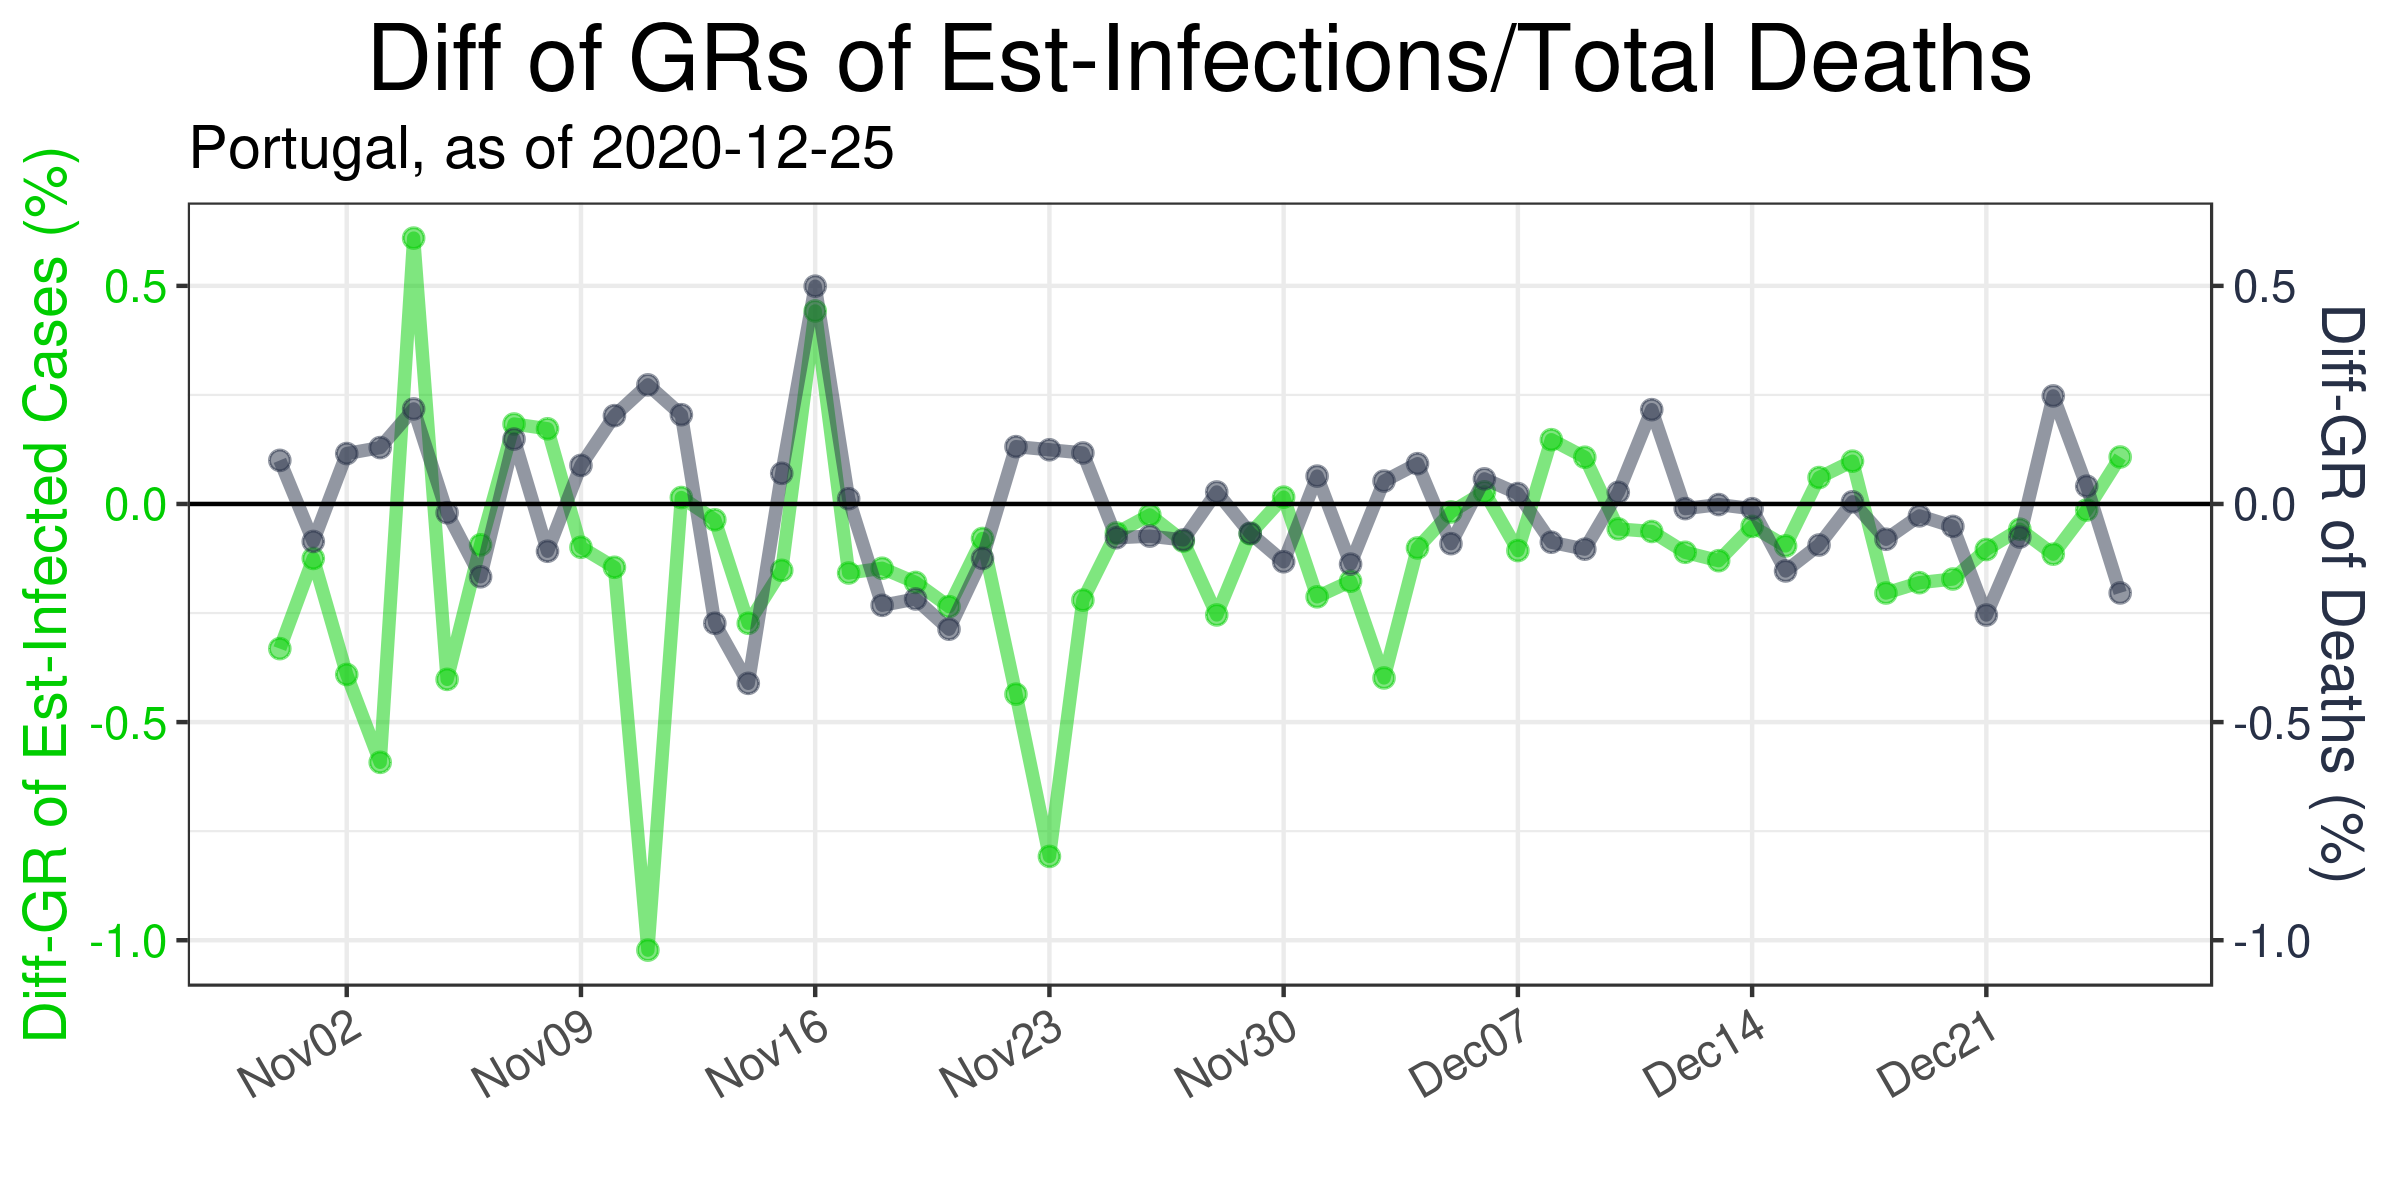 Diff of GRs of Est-Infections/Total Deaths
Portugal, as of 2020-12-25
Diff-GR of Est-Infected Cases (%)
0.5
0.0
-0.5
-1.0
0.5
0.0
-0.5
-1.0
Diff-GR of Deaths (%)
Nov02 Nov09 Nov16 Nov23 Nov30 Dec07 Dec14 Dec21